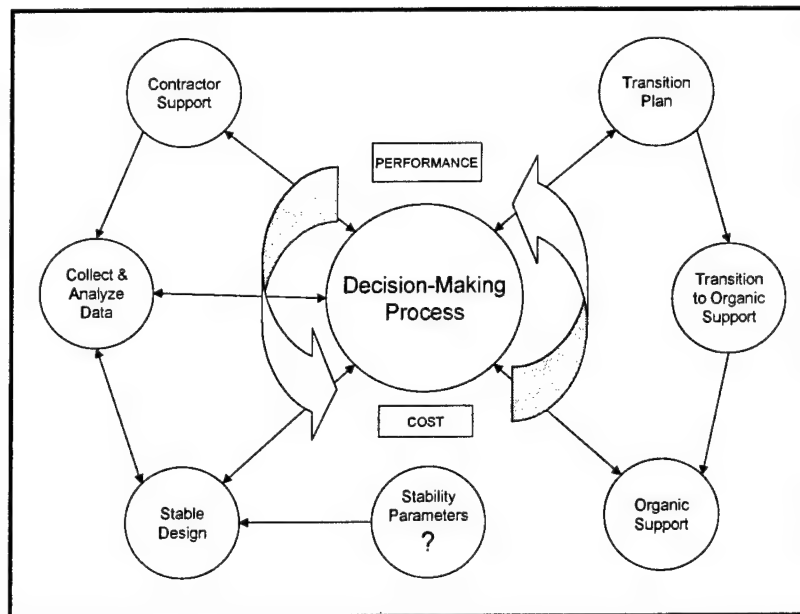 Contractor
Support
Transition
Plan
PERFORMANCE
Collect &
Analyze
Data
Decision-Making
Process
Transition
to Organic
Support
COST
Stable
Design
Stability
Parameters
?
Organic
Support